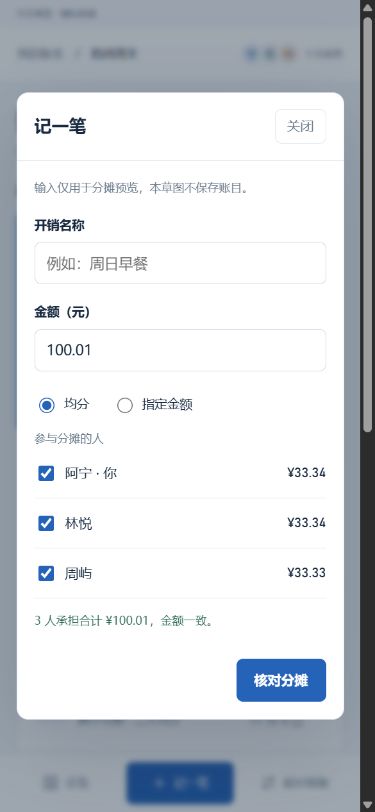 记一笔
关闭
输入仅用于分摊预览，本草图不保存账目。
开销名称
例如：周日早餐
金额（元）
100.01
均分 指定金额
参与分摊的人
阿宁 · 你 ¥33.34
林悦 ¥33.34
周屿 ¥33.33
3 人承担合计 ¥100.01，金额一致。
核对分摊